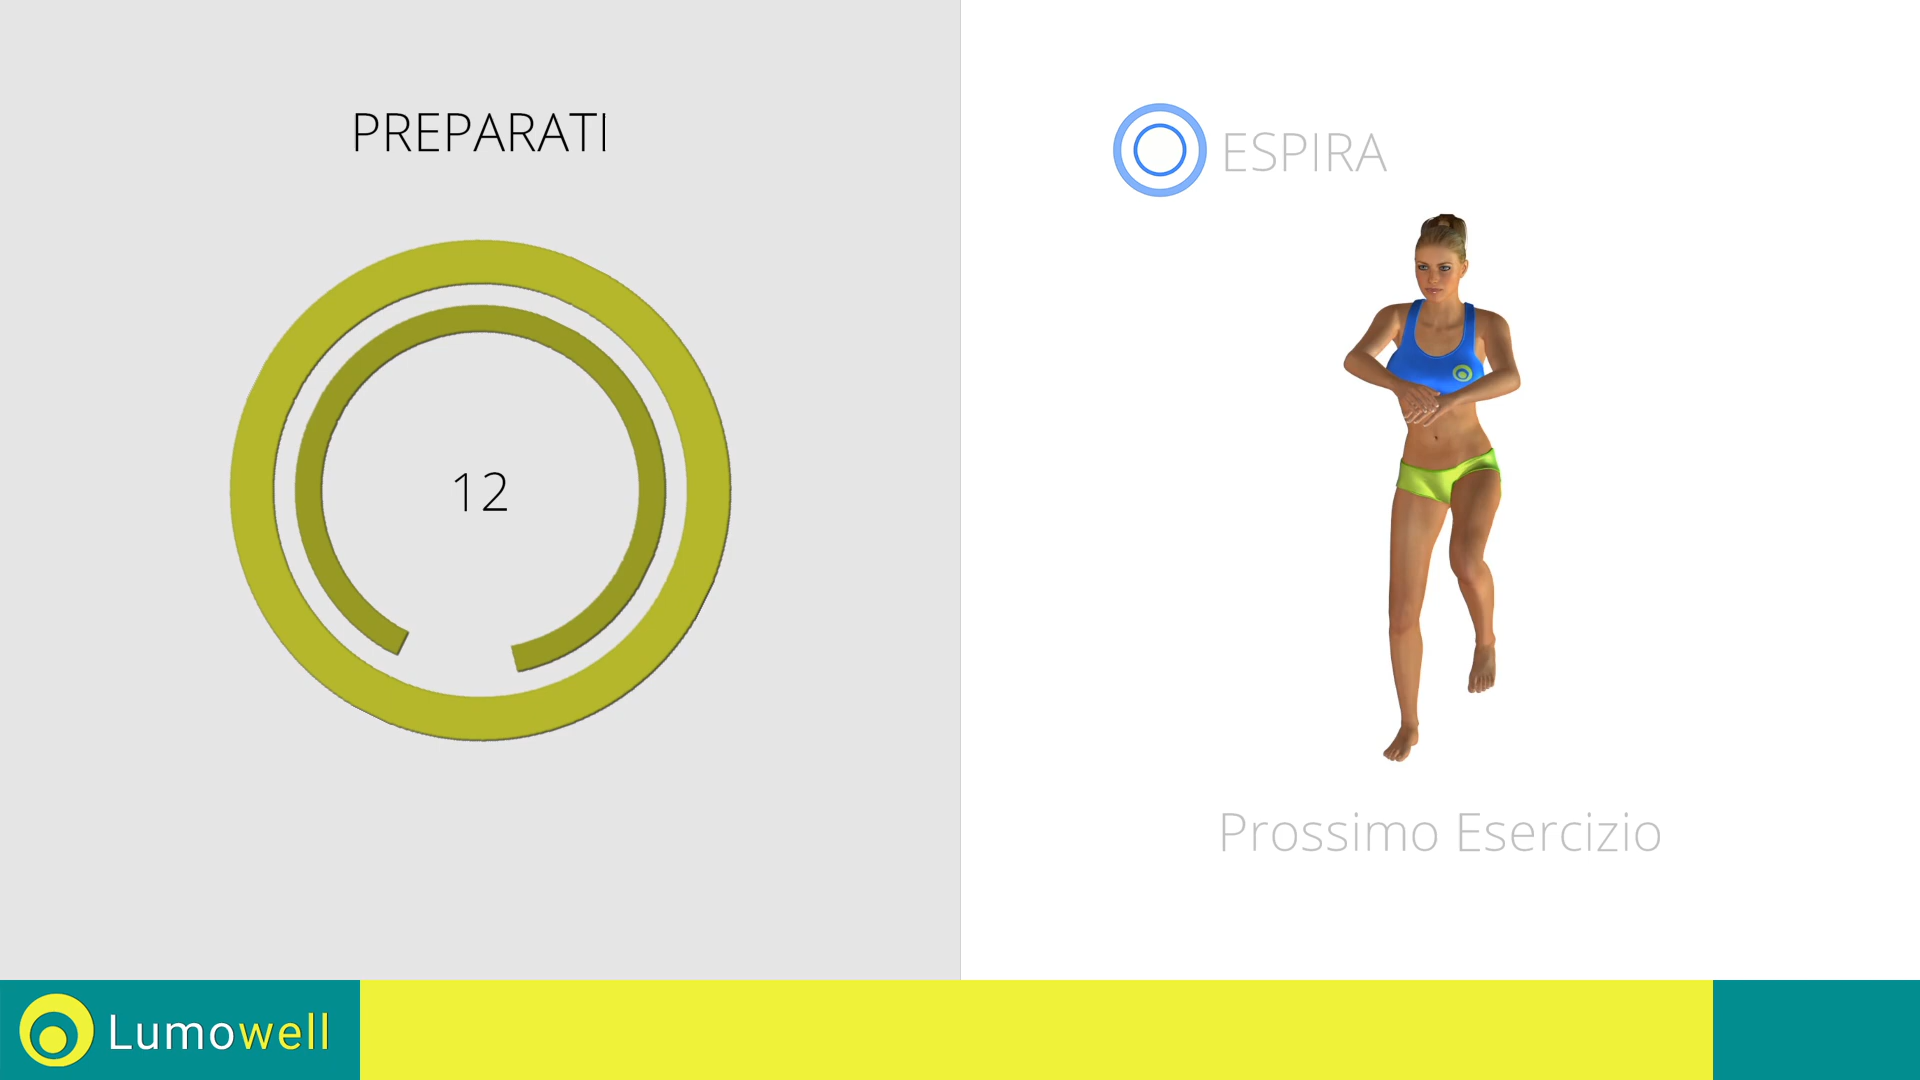 PREPARATI
12
ESPIRA
Prossimo Esercizio
Lumowell